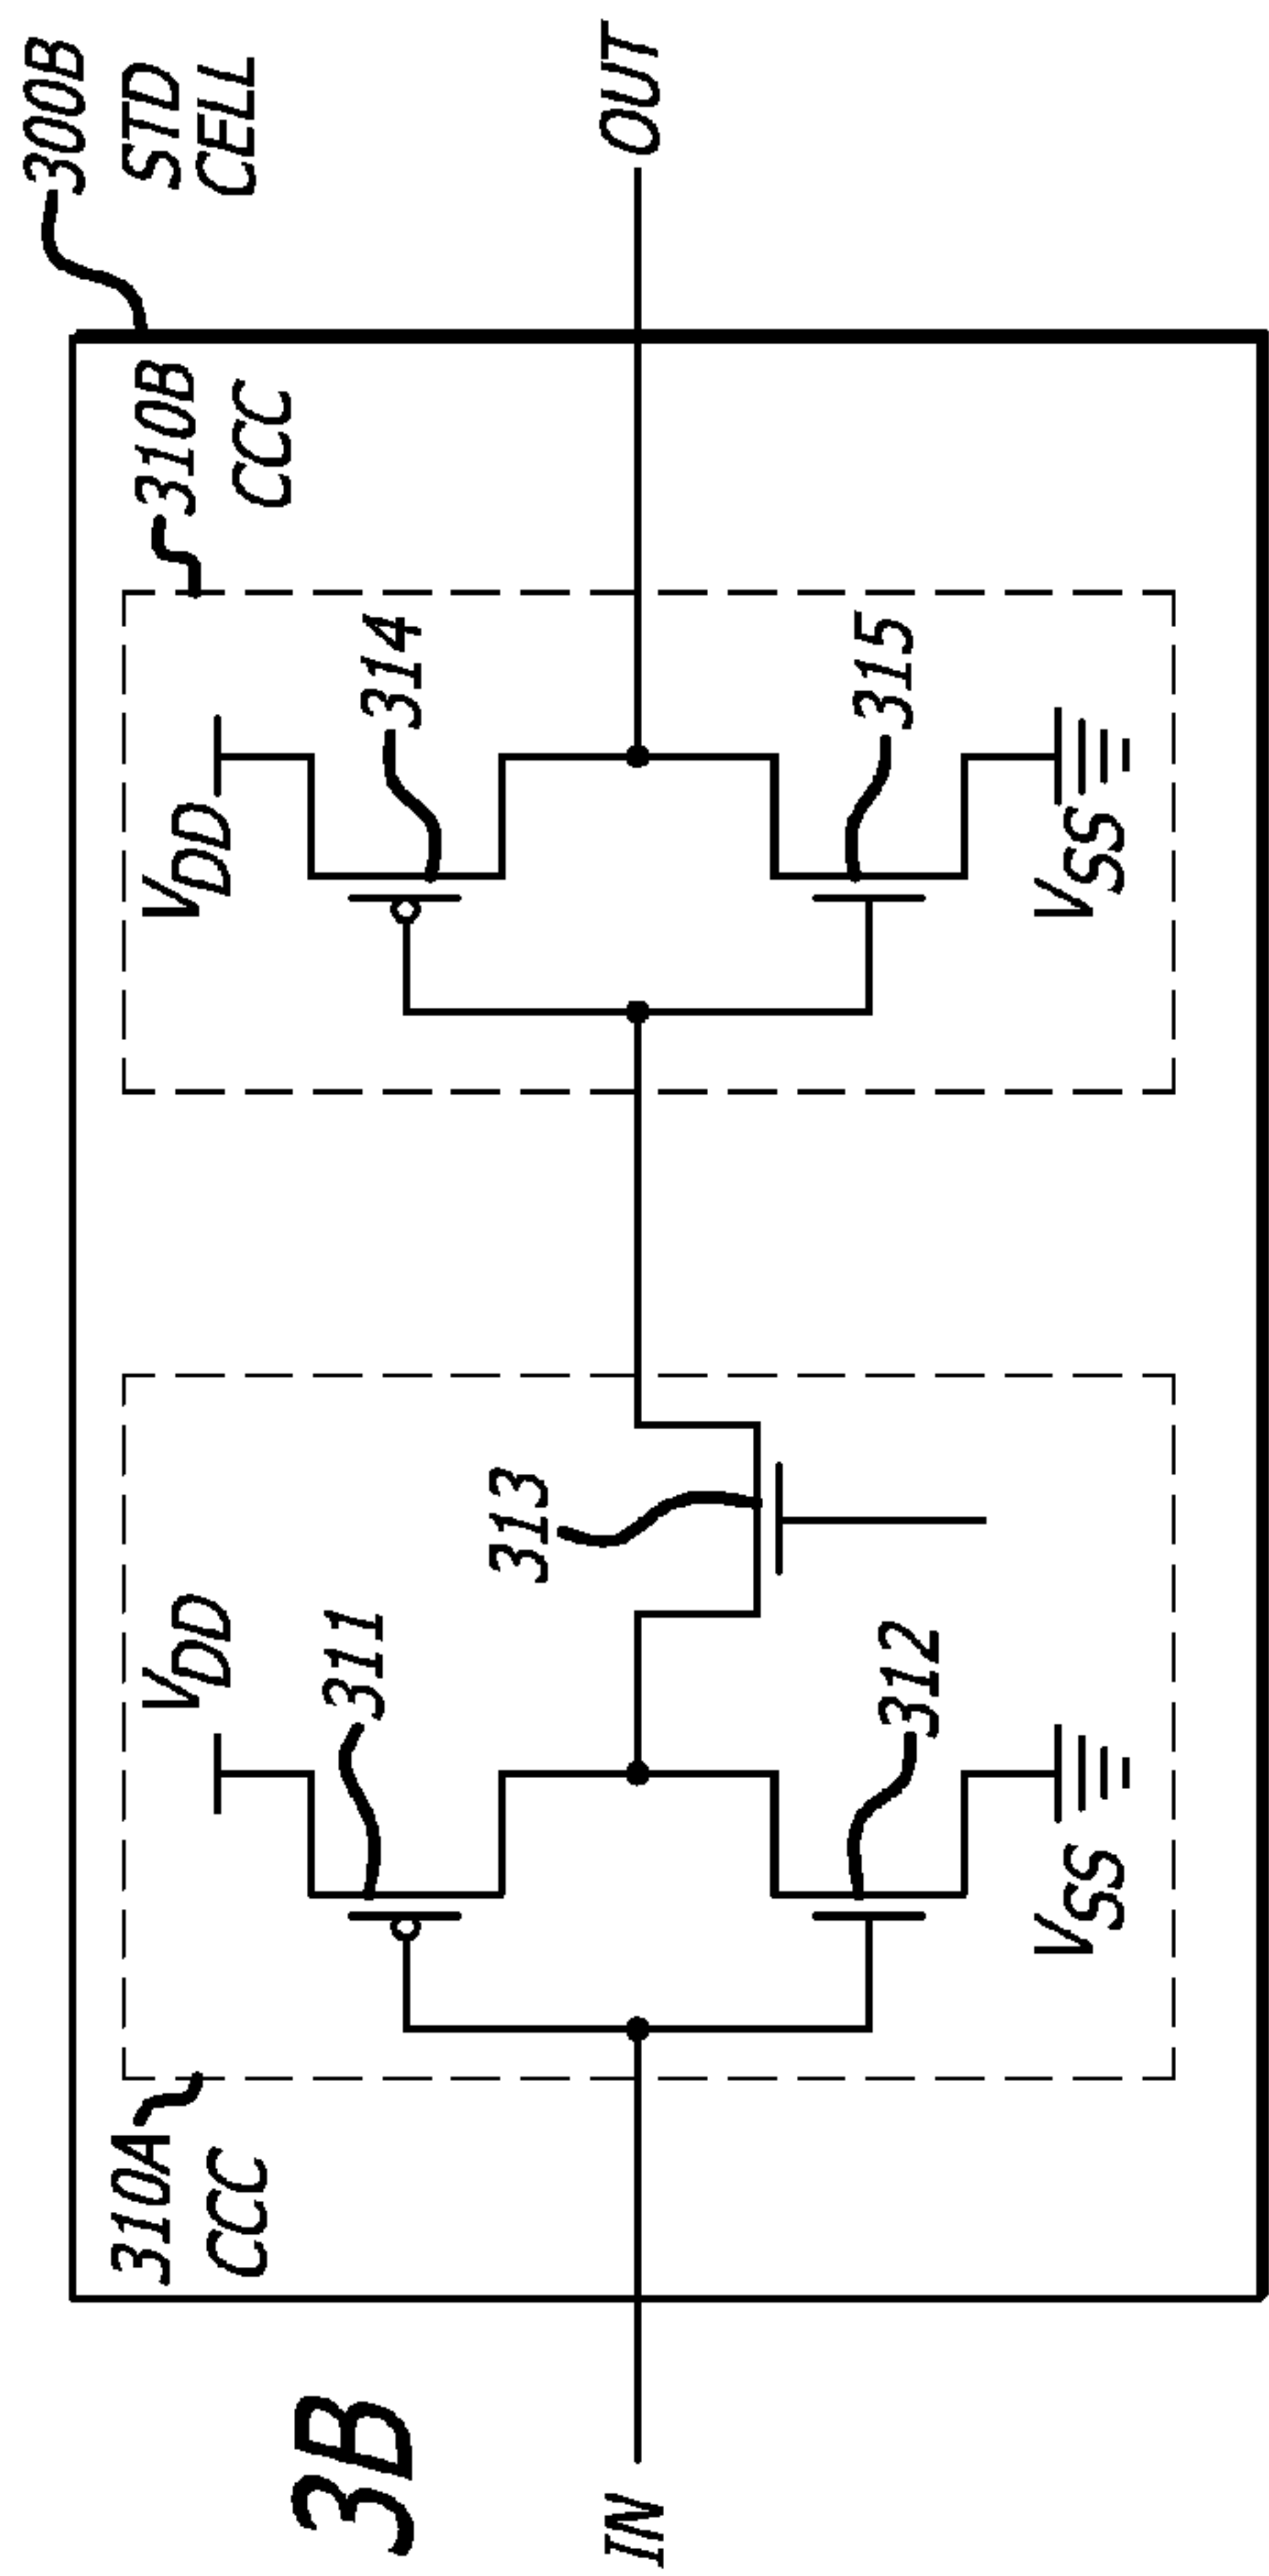 300B
STD
CELL
310A
CCC
310B
CCC
VDD
VDD
311
314
313
IN
OUT
312
315
VSS
VSS
3B